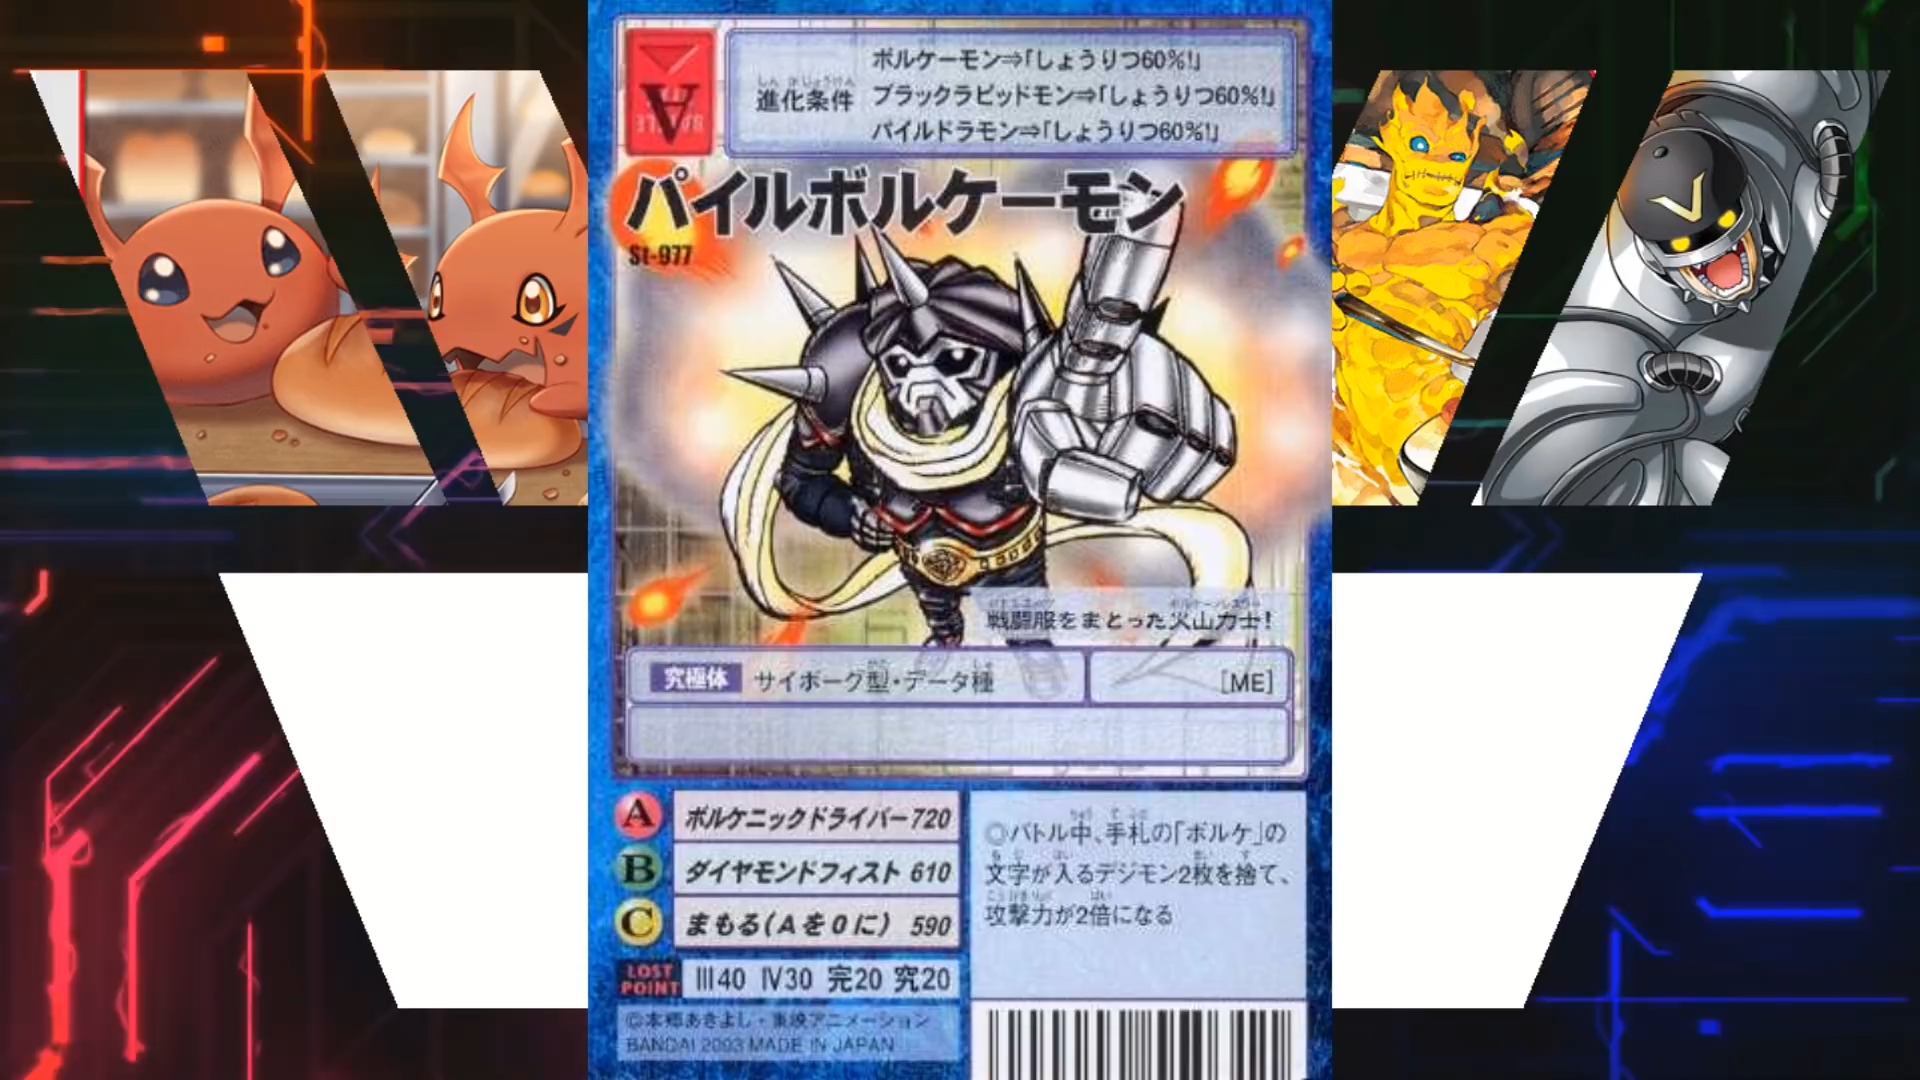 ボルケーモン⇒「しょうりつ60%!」
進化条件 ブラックラピッドモン⇒「しょうりつ60%!」
パイルドラモン⇒「しょうりつ60%!」
A
パイルボルケーモン
St-977
戦闘服をまとった火山力士!
究極体 サイボーグ型・データ種 [ME]
A ボルケニックドライバー 720
B ダイヤモンドフィスト 610
C まもる(Aを0に) 590
LOST POINT Ⅲ40 Ⅳ30 完20 究20
◎バトル中、手札の「ボルケ」の
文字が入るデジモン2枚を捨て、
攻撃力が2倍になる
©本郷あきよし・東映アニメーション
BANDAI 2003 MADE IN JAPAN